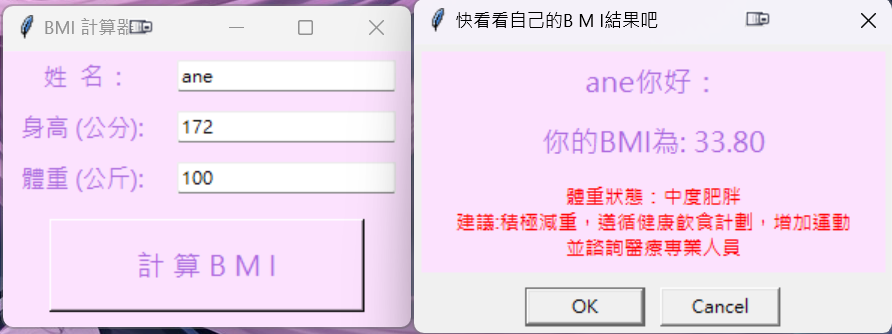 BMI 計算器
姓 名 :
ane
身高 (公分):
172
體重 (公斤):
100
計 算 B M I
快看看自己的B M I結果吧
ane你好：
你的BMI為: 33.80
體重狀態：中度肥胖
建議:積極減重，遵循健康飲食計劃，增加運動
並諮詢醫療專業人員
OK
Cancel